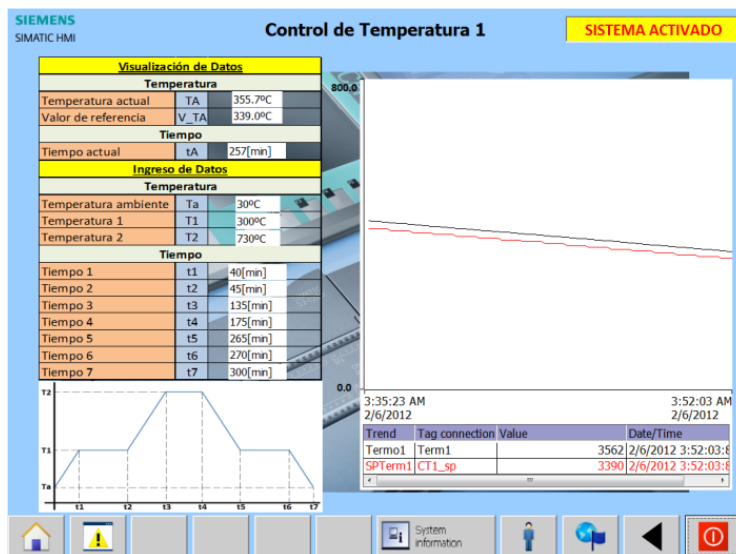 SIEMENS
SIMATIC HMI
Control de Temperatura 1
SISTEMA ACTIVADO
Visualización de Datos
Temperatura
Temperatura actual TA 355.7ºC
Valor de referencia V_TA 339.0ºC
Tiempo
Tiempo actual tA 257[min]
Ingreso de Datos
Temperatura
Temperatura ambiente Ta 30ºC
Temperatura 1 T1 300ºC
Temperatura 2 T2 730ºC
Tiempo
Tiempo 1 t1 40[min]
Tiempo 2 t2 45[min]
Tiempo 3 t3 135[min]
Tiempo 4 t4 175[min]
Tiempo 5 t5 265[min]
Tiempo 6 t6 270[min]
Tiempo 7 t7 300[min]
T2
T1
Ta
t1 t2 t3 t4 t5 t6 t7
800.0
0.0
3:35:23 AM 3:52:03 AM
2/6/2012 2/6/2012
Trend Tag connection Value Date/Time
Termo1 Term1 3562 2/6/2012 3:52:03:8
SPTerm1 CT1_sp 3390 2/6/2012 3:52:03:8
System
information